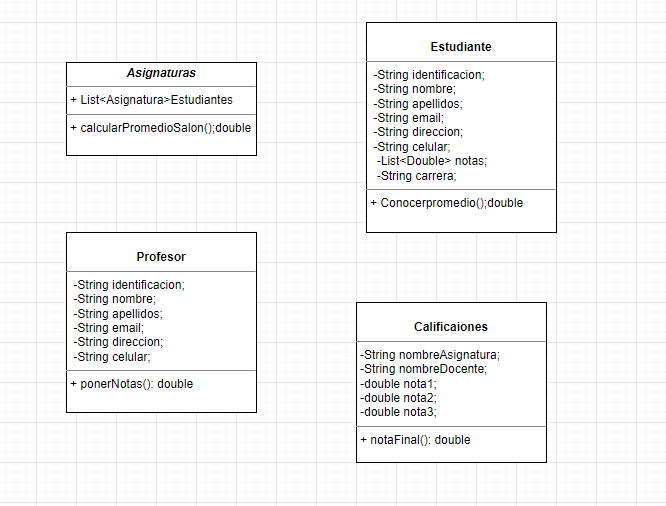 Asignaturas
+ List<Asignatura>Estudiantes
+ calcularPromedioSalon();double
Estudiante
-String identificacion;
-String nombre;
-String apellidos;
-String email;
-String direccion;
-String celular;
-List<Double> notas;
-String carrera;
+ Conocerpromedio();double
Profesor
-String identificacion;
-String nombre;
-String apellidos;
-String email;
-String direccion;
-String celular;
+ ponerNotas(): double
Calificaiones
-String nombreAsignatura;
-String nombreDocente;
-double nota1;
-double nota2;
-double nota3;
+ notaFinal(): double